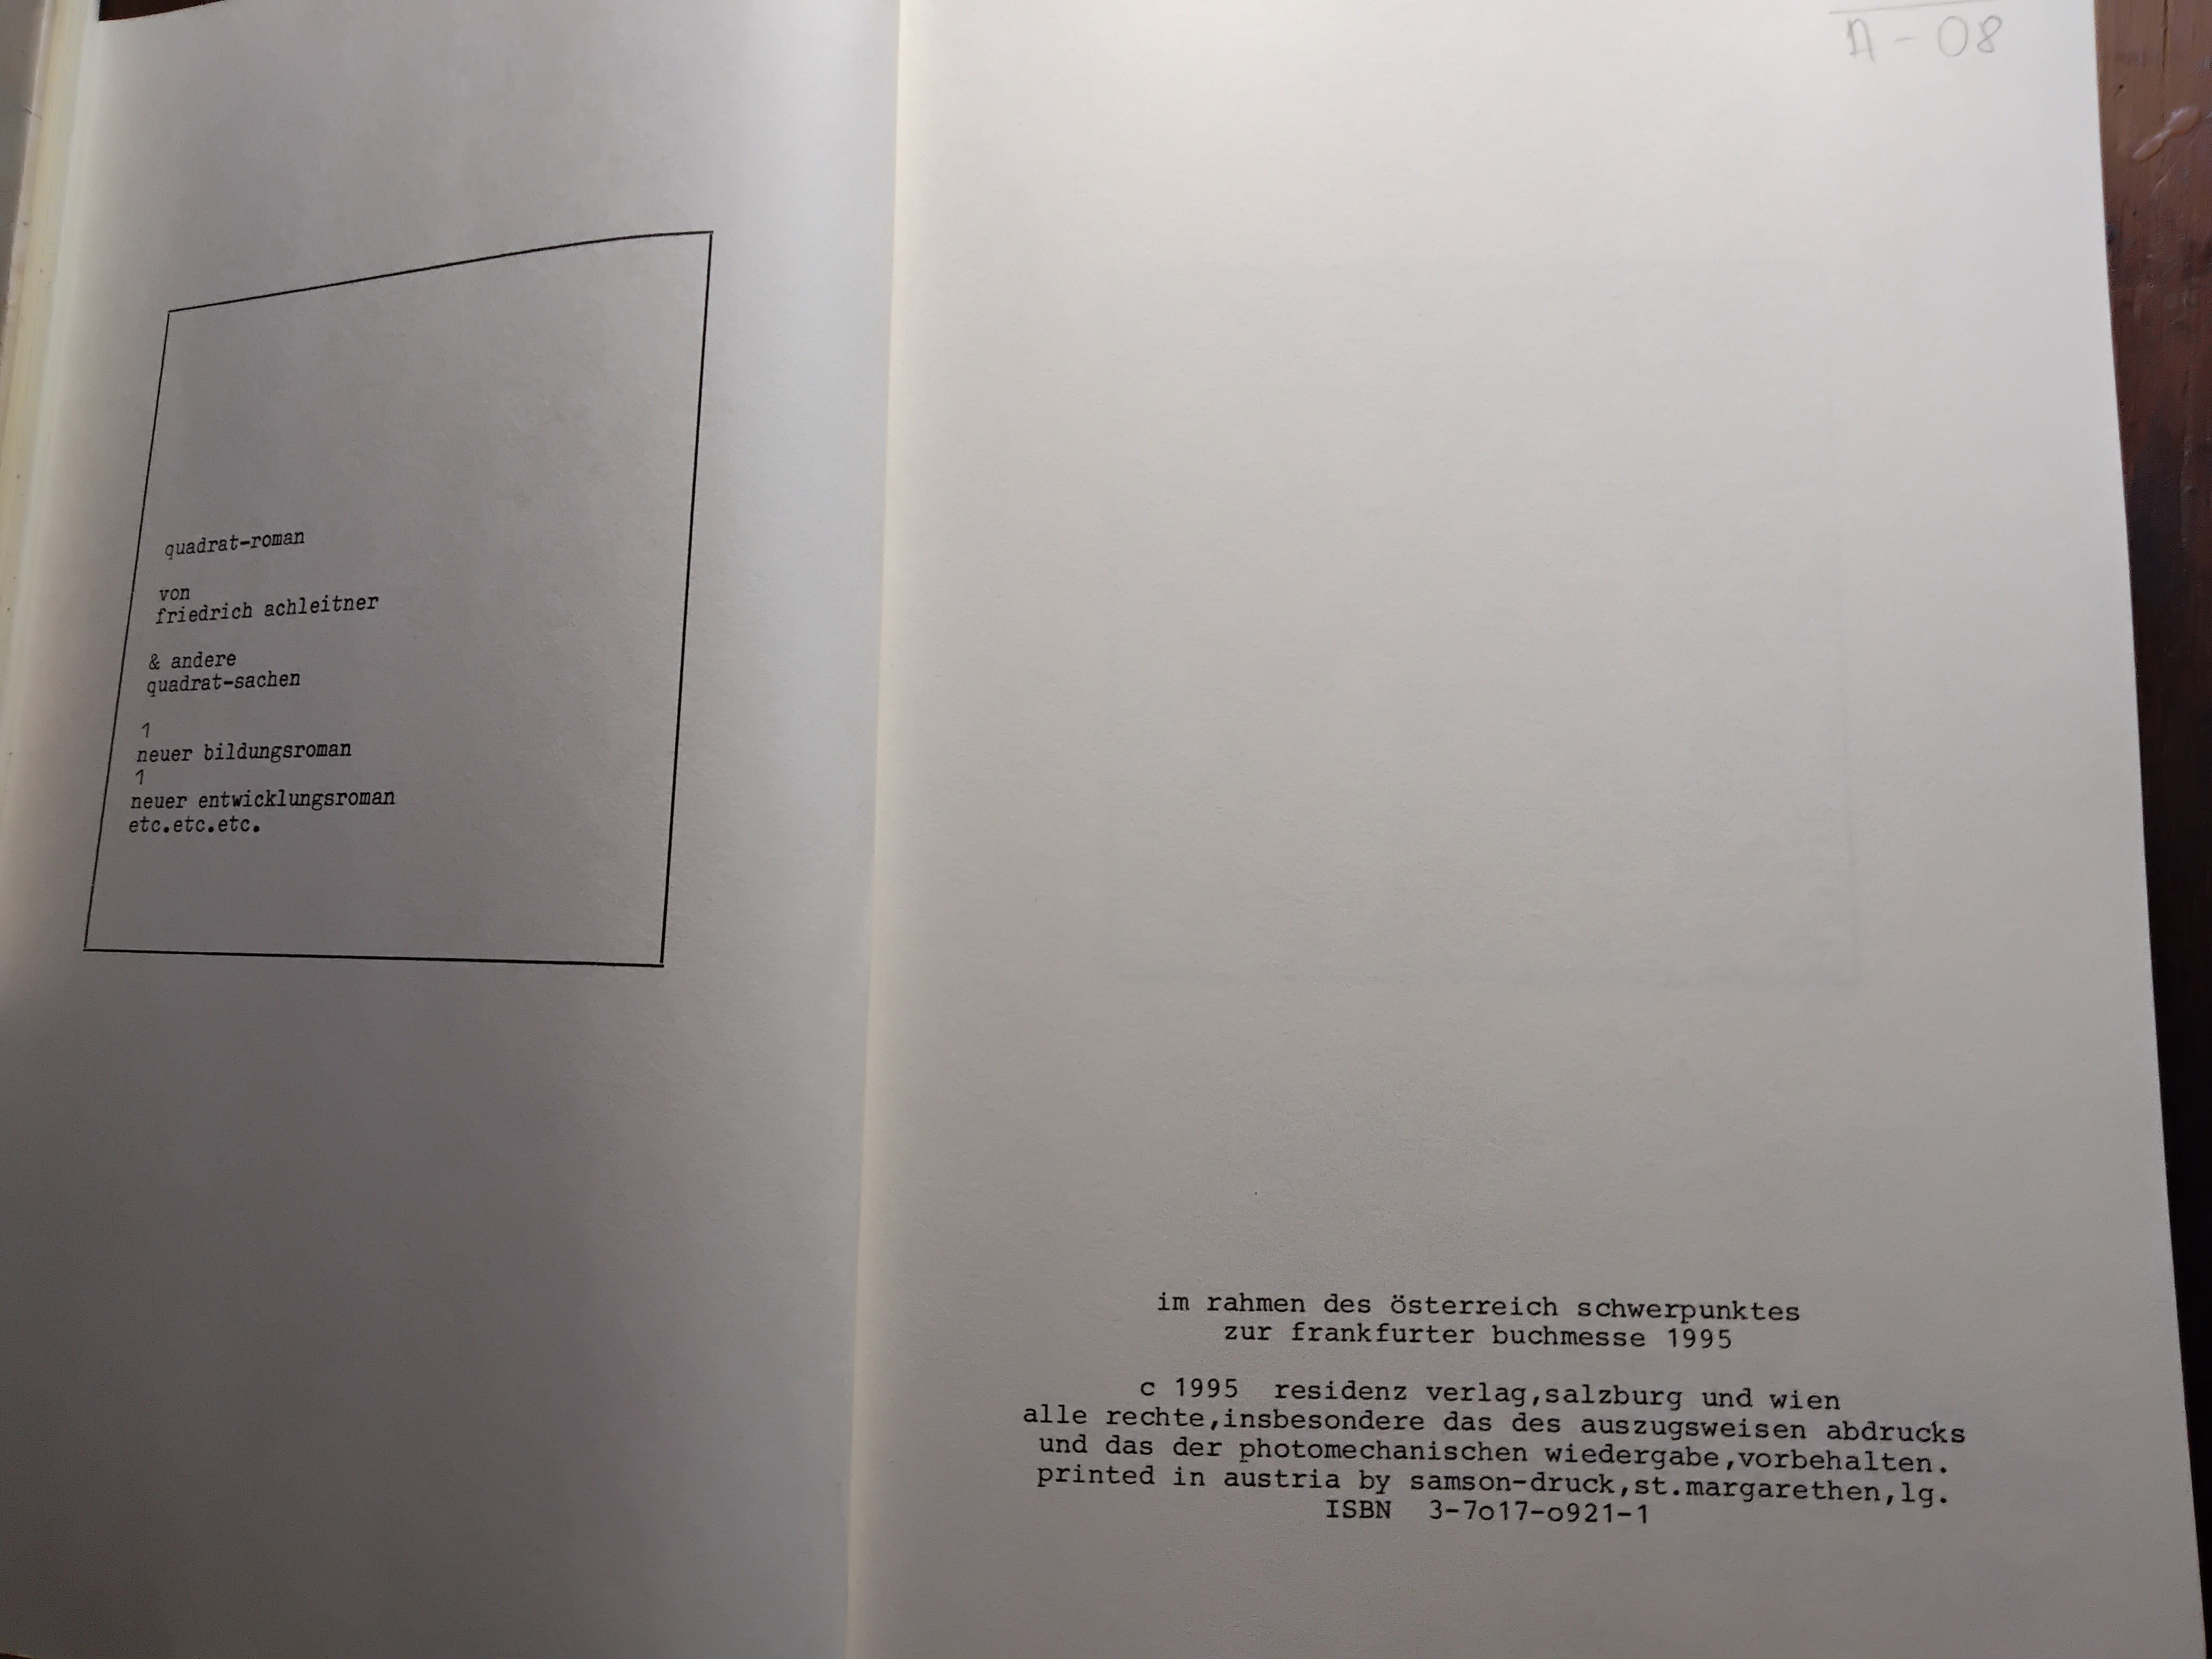 quadrat-roman
von
friedrich achleitner
& andere
quadrat-sachen
1
neuer bildungsroman
1
neuer entwicklungsroman
etc.etc.etc.
A - 08
im rahmen des österreich schwerpunktes
zur frankfurter buchmesse 1995
c 1995 residenz verlag,salzburg und wien
alle rechte,insbesondere das des auszugsweisen abdrucks
und das der photomechanischen wiedergabe,vorbehalten.
printed in austria by samson-druck,st.margarethen,lg.
ISBN 3-7o17-o921-1